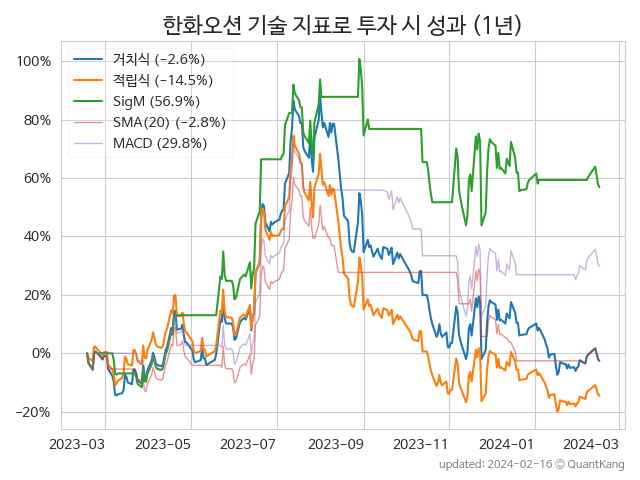 한화오션 기술 지표로 투자 시 성과 (1년)
거치식 (−2.6%)
적립식 (−14.5%)
SigM (56.9%)
SMA(20) (−2.8%)
MACD (29.8%)
100%
80%
60%
40%
20%
0%
−20%
2023-03 2023-05 2023-07 2023-09 2023-11 2024-01 2024-03
updated: 2024-02-16 © QuantKang